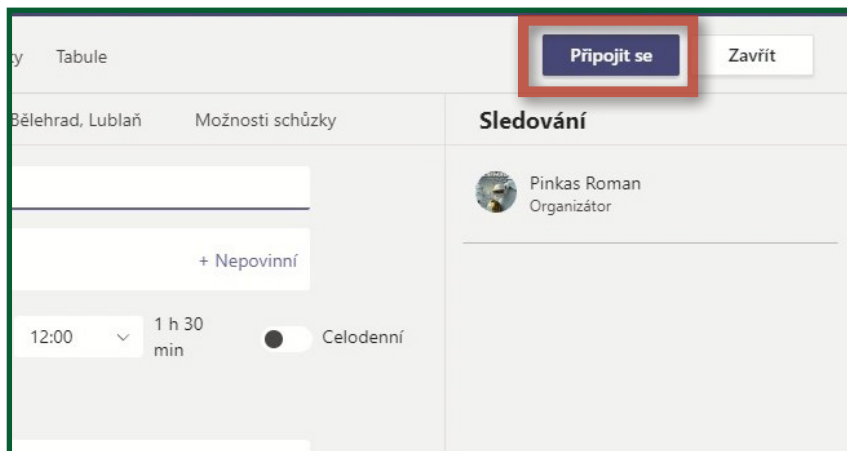 Tabule
Připojit se
Zavřít
Bělehrad, Lublaň
Možnosti schůzky
Sledování
Pinkas Roman
Organizátor
+ Nepovinní
12:00
1 h 30
min
Celodenní